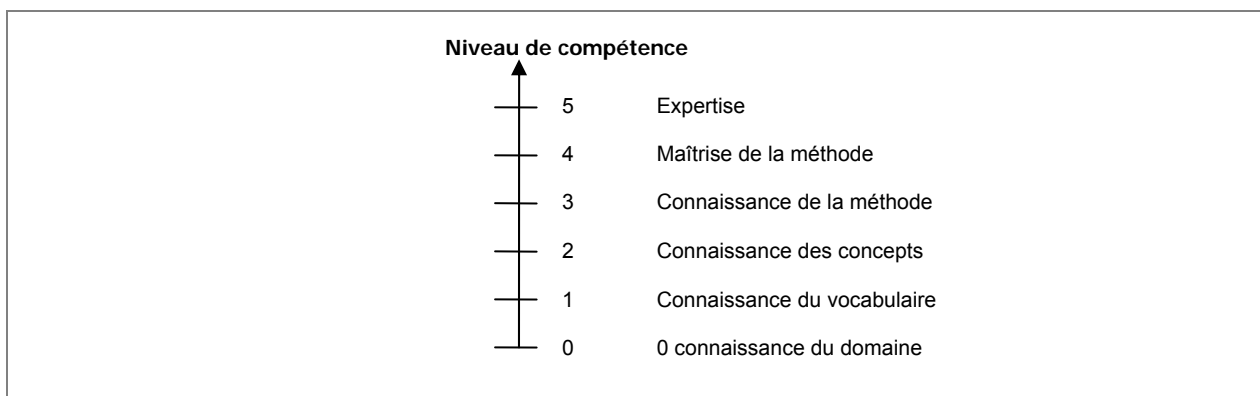 Niveau de compétence
5 Expertise
4 Maîtrise de la méthode
3 Connaissance de la méthode
2 Connaissance des concepts
1 Connaissance du vocabulaire
0 0 connaissance du domaine